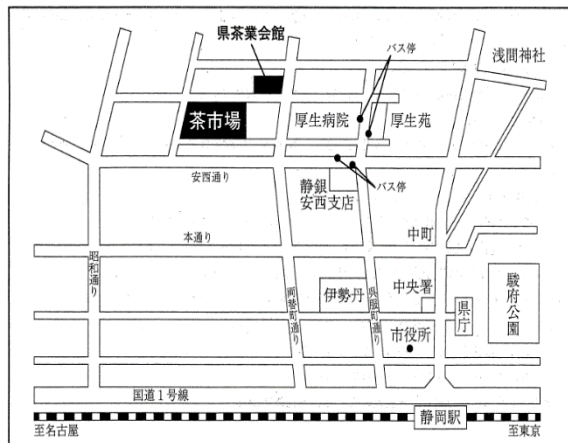 県茶業会館
バス停
浅間神社
茶市場
厚生病院
厚生苑
安西通り
静銀
安西支店
バス停
本通り
中町
昭和通り
両替町通り
伊勢丹
呉服町通り
中央署
県庁
駿府公園
市役所
国道1号線
静岡駅
至名古屋
至東京